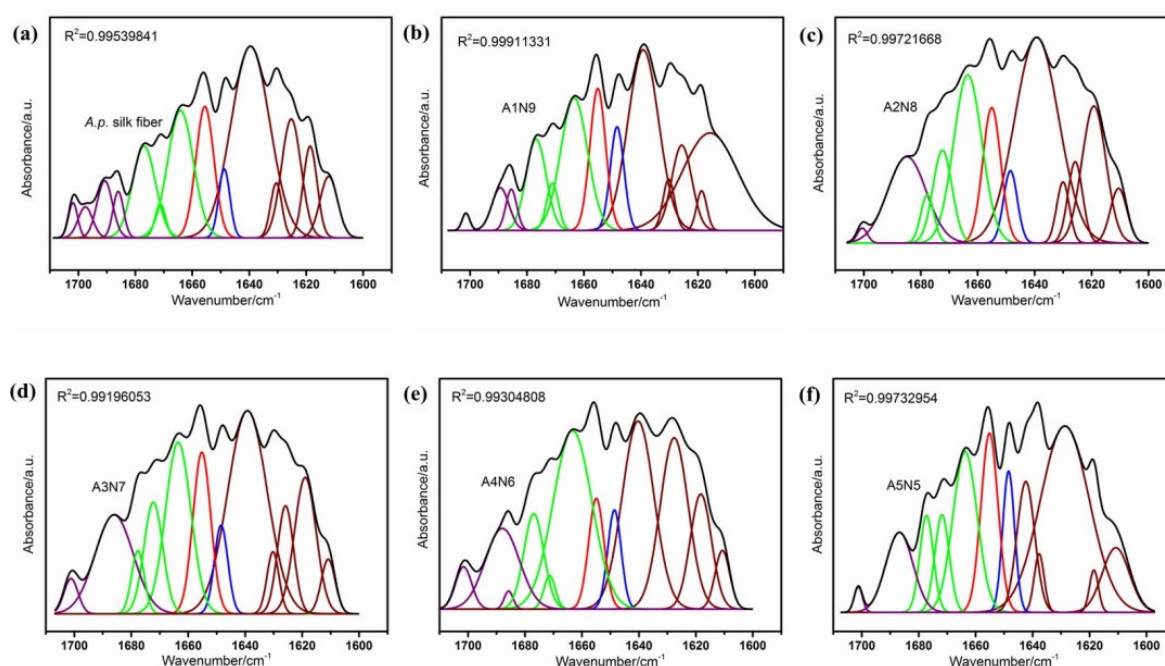 (a)
R²=0.99539841
A.p. silk fiber
Absorbance/a.u.
1700 1680 1660 1640 1620 1600
Wavenumber/cm⁻¹
(b)
R²=0.99911331
A1N9
Absorbance/a.u.
1700 1680 1660 1640 1620 1600
Wavenumber/cm⁻¹
(c)
R²=0.99721668
A2N8
Absorbance/a.u.
1700 1680 1660 1640 1620 1600
Wavenumber/cm⁻¹
(d)
R²=0.99196053
A3N7
Absorbance/a.u.
1700 1680 1660 1640 1620 1600
Wavenumber/cm⁻¹
(e)
R²=0.99304808
A4N6
Absorbance/a.u.
1700 1680 1660 1640 1620 1600
Wavenumber/cm⁻¹
(f)
R²=0.99732954
A5N5
Absorbance/a.u.
1700 1680 1660 1640 1620 1600
Wavenumber/cm⁻¹